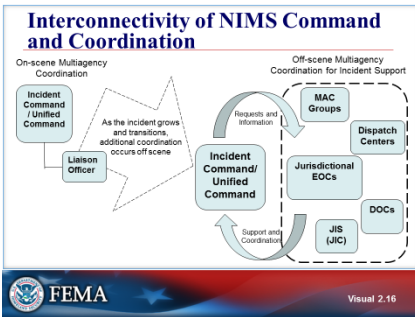 Interconnectivity of NIMS Command
and Coordination
On-scene Multiagency
Coordination
Incident
Command
/ Unified
Command
Liaison
Officer
As the incident grows
and transitions,
additional coordination
occurs off scene
Off-scene Multiagency
Coordination for Incident Support
Requests and
Information
Incident
Command/
Unified
Command
Support and
Coordination
MAC
Groups
Dispatch
Centers
Jurisdictional
EOCs
DOCs
JIS
(JIC)
FEMA
Visual 2.16